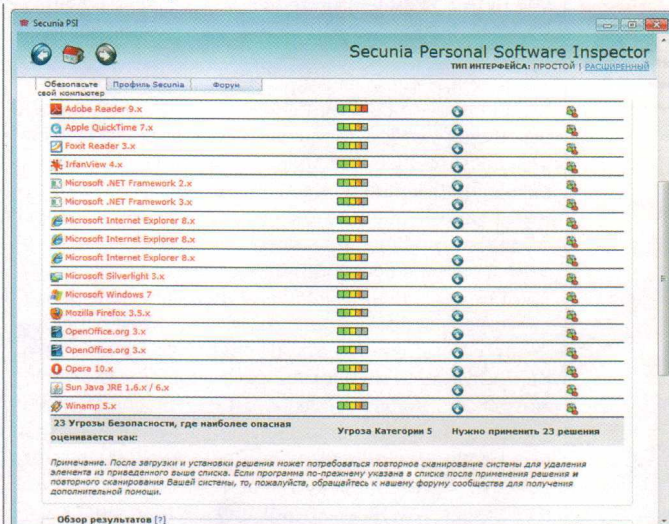 Secunia PSI
Secunia Personal Software Inspector
ТИП ИНТЕРФЕЙСА: ПРОСТОЙ | РАСШИРЕННЫЙ
Обезопасьте свой компьютер
Профиль Secunia
Форум
Adobe Reader 9.x
Apple QuickTime 7.x
Foxit Reader 3.x
IrfanView 4.x
Microsoft .NET Framework 2.x
Microsoft .NET Framework 3.x
Microsoft Internet Explorer 8.x
Microsoft Internet Explorer 8.x
Microsoft Internet Explorer 8.x
Microsoft Silverlight 3.x
Microsoft Windows 7
Mozilla Firefox 3.5.x
OpenOffice.org 3.x
OpenOffice.org 3.x
Opera 10.x
Sun Java JRE 1.6.x / 6.x
Winamp 5.x
23 Угрозы Безопасности, где наиболее опасная
оценивается как:
Угроза Категории 5
Нужно применить 23 решения
Примечание. После загрузки и установки решения может потребоваться повторное сканирование системы для удаления
элемента из приведенного выше списка. Если программа по-прежнему указана в списке после применения решения и
повторного сканирования Вашей системы, то, пожалуйста, обращайтесь к нашему форуму сообщества для получения
дополнительной помощи.
Обзор результатов [?]